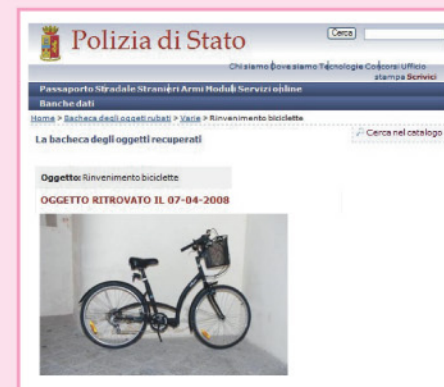 Polizia di Stato
Cerca
Chi siamo Dove siamo Tecnologie Concorsi Ufficio
stampa Scrivici
Passaporto Stradale Stranieri Armi Moduli Servizi online
Banche dati
Home > Bacheca degli oggeti rubati > Varie > Rinvenimento biciclette
Cerca nel catalogo
La bacheca degli oggetti recuperati
Oggetto: Rinvenimento biciclette
OGGETTO RITROVATO IL 07-04-2008